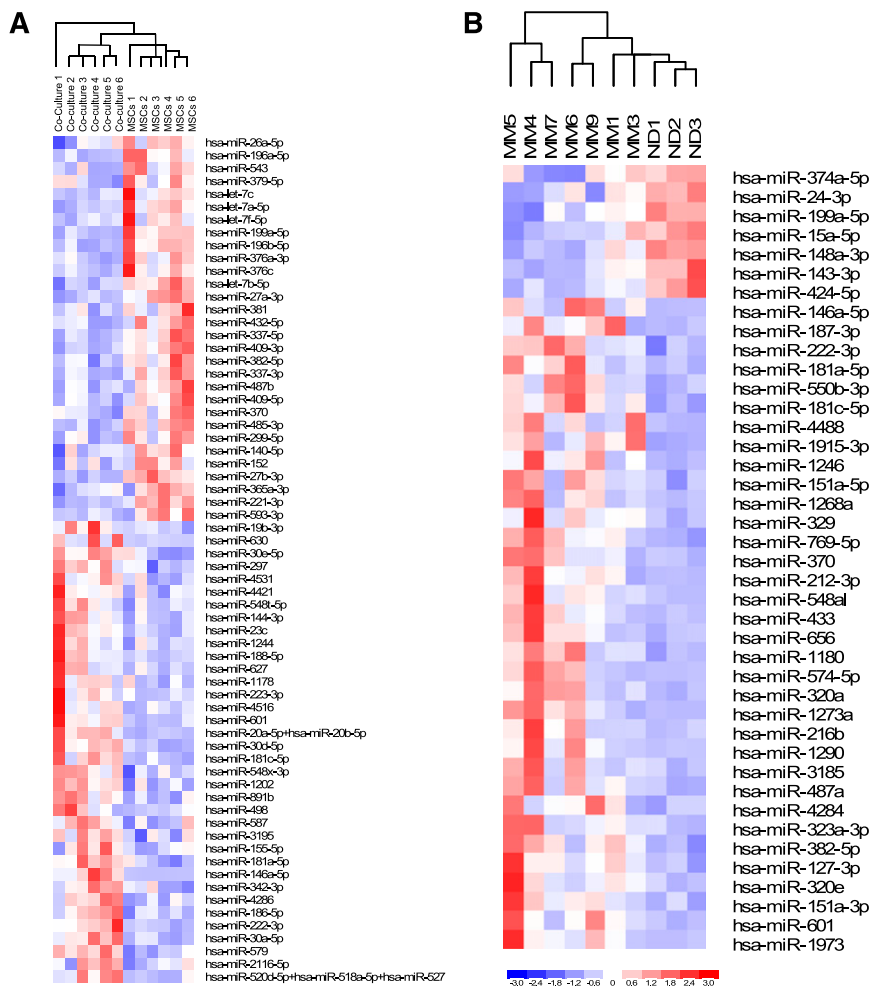 A
Co-Culture 1
Co-culture 2
Co-culture 3
Co-culture 4
Co-culture 5
Co-culture 6
MSCs 1
MSCs 2
MSCs 3
MSCs 4
MSCs 5
MSCs 6
hsa-miR-26a-5p
hsa-miR-196a-5p
hsa-miR-543
hsa-miR-379-5p
hsa-let-7c
hsa-let-7a-5p
hsa-let-7f-5p
hsa-miR-199a-5p
hsa-miR-196b-5p
hsa-miR-376a-3p
hsa-miR-376c
hsa-let-7b-5p
hsa-miR-27a-3p
hsa-miR-381
hsa-miR-432-5p
hsa-miR-337-5p
hsa-miR-409-3p
hsa-miR-382-5p
hsa-miR-337-3p
hsa-miR-487b
hsa-miR-409-5p
hsa-miR-370
hsa-miR-485-3p
hsa-miR-299-5p
hsa-miR-140-5p
hsa-miR-152
hsa-miR-27b-3p
hsa-miR-365a-3p
hsa-miR-221-3p
hsa-miR-593-3p
hsa-miR-19b-3p
hsa-miR-630
hsa-miR-30e-5p
hsa-miR-297
hsa-miR-4531
hsa-miR-4421
hsa-miR-548t-5p
hsa-miR-144-3p
hsa-miR-23c
hsa-miR-1244
hsa-miR-188-5p
hsa-miR-627
hsa-miR-1178
hsa-miR-223-3p
hsa-miR-4516
hsa-miR-601
hsa-miR-20a-5p+hsa-miR-20b-5p
hsa-miR-30d-5p
hsa-miR-181c-5p
hsa-miR-548x-3p
hsa-miR-1202
hsa-miR-891b
hsa-miR-498
hsa-miR-587
hsa-miR-3195
hsa-miR-155-5p
hsa-miR-181a-5p
hsa-miR-146a-5p
hsa-miR-342-3p
hsa-miR-4286
hsa-miR-186-5p
hsa-miR-222-3p
hsa-miR-30a-5p
hsa-miR-579
hsa-miR-2116-5p
hsa-miR-520d-5p+hsa-miR-518a-5p+hsa-miR-527
B
MM5
MM4
MM7
MM6
MM9
MM1
MM3
ND1
ND2
ND3
hsa-miR-374a-5p
hsa-miR-24-3p
hsa-miR-199a-5p
hsa-miR-15a-5p
hsa-miR-148a-3p
hsa-miR-143-3p
hsa-miR-424-5p
hsa-miR-146a-5p
hsa-miR-187-3p
hsa-miR-222-3p
hsa-miR-181a-5p
hsa-miR-550b-3p
hsa-miR-181c-5p
hsa-miR-4488
hsa-miR-1915-3p
hsa-miR-1246
hsa-miR-151a-5p
hsa-miR-1268a
hsa-miR-329
hsa-miR-769-5p
hsa-miR-370
hsa-miR-212-3p
hsa-miR-548al
hsa-miR-433
hsa-miR-656
hsa-miR-1180
hsa-miR-574-5p
hsa-miR-320a
hsa-miR-1273a
hsa-miR-216b
hsa-miR-1290
hsa-miR-3185
hsa-miR-487a
hsa-miR-4284
hsa-miR-323a-3p
hsa-miR-382-5p
hsa-miR-127-3p
hsa-miR-320e
hsa-miR-151a-3p
hsa-miR-601
hsa-miR-1973
-3.0 -2.4 -1.8 -1.2 -0.6 0 0.6 1.2 1.8 2.4 3.0